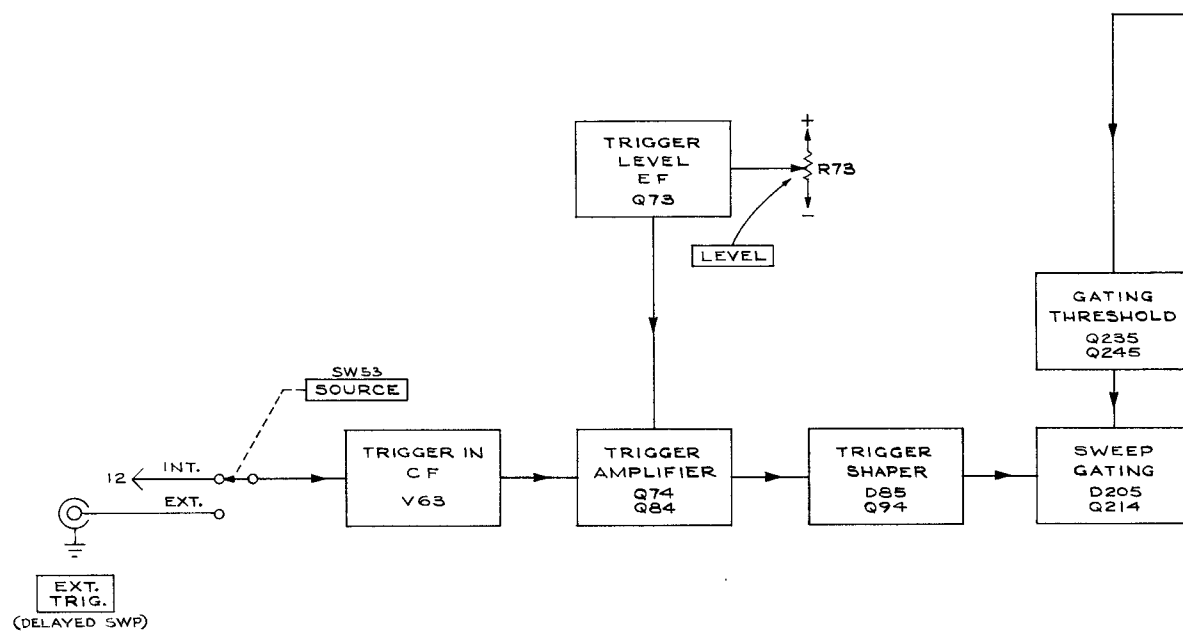 +
TRIGGER
LEVEL
EF
Q73
R73
−
LEVEL
GATING
THRESHOLD
Q235
Q245
SW53
SOURCE
12
INT.
EXT.
TRIGGER IN
CF
V63
TRIGGER
AMPLIFIER
Q74
Q84
TRIGGER
SHAPER
D85
Q94
SWEEP
GATING
D205
Q214
EXT.
TRIG.
(DELAYED SWP)